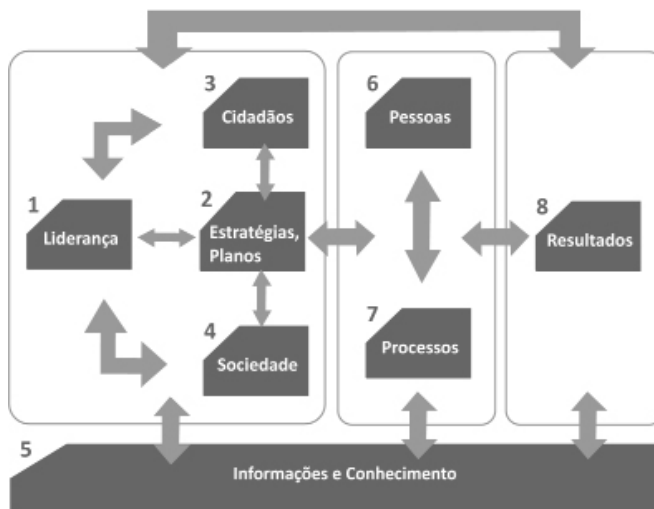 1
Liderança
3
Cidadãos
2
Estratégias,
Planos
4
Sociedade
6
Pessoas
7
Processos
8
Resultados
5
Informações e Conhecimento